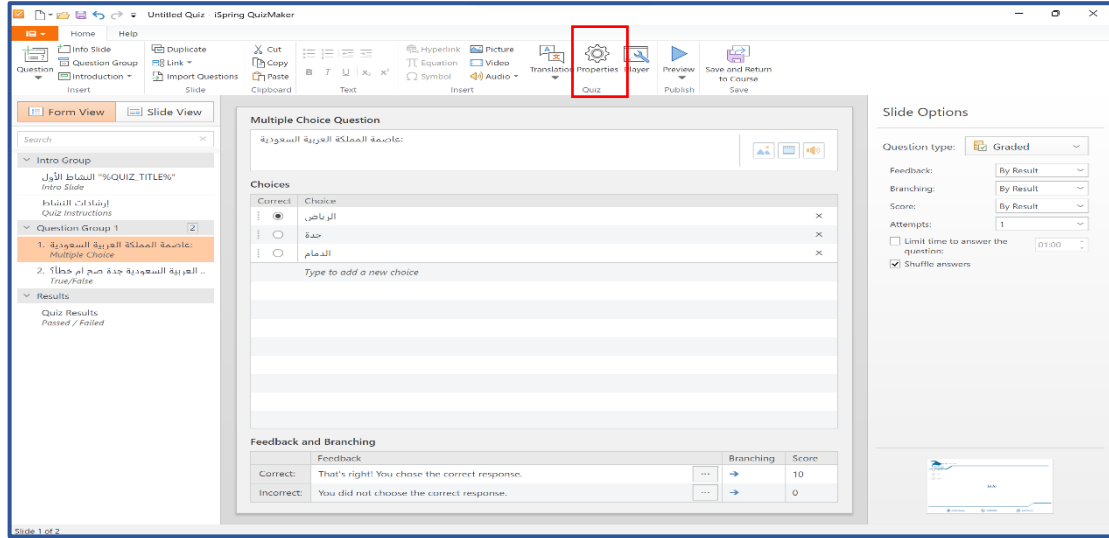 Untitled Quiz - iSpring QuizMaker
Home Help
Question
Info Slide
Question Group
Introduction
Insert
Duplicate
Link
Import Questions
Slide
Cut
Copy
Paste
Clipboard
B I U X₂ X²
Text
Hyperlink Picture
Equation Video
Symbol Audio
Insert
Translation Properties Player
Quiz
Preview
Publish
Save and Return
to Course
Save
Form View Slide View
Search
Intro Group
النشاط الأول "%QUIZ_TITLE%"
Intro Slide
إرشادات النشاط
Quiz Instructions
Question Group 1 2
1. عاصمة المملكة العربية السعودية:
Multiple Choice
2. العربية السعودية جدة صح ام خطأ؟ ..
True/False
Results
Quiz Results
Passed / Failed
Multiple Choice Question
عاصمة المملكة العربية السعودية:
Choices
Correct Choice
الرياض
جدة
الدمام
Type to add a new choice
Feedback and Branching
Feedback Branching Score
Correct: That's right! You chose the correct response. ... 10
Incorrect: You did not choose the correct response. ... 0
Slide Options
Question type: Graded
Feedback: By Result
Branching: By Result
Score: By Result
Attempts: 1
Limit time to answer the
question: 01:00
Shuffle answers
Slide 1 of 2